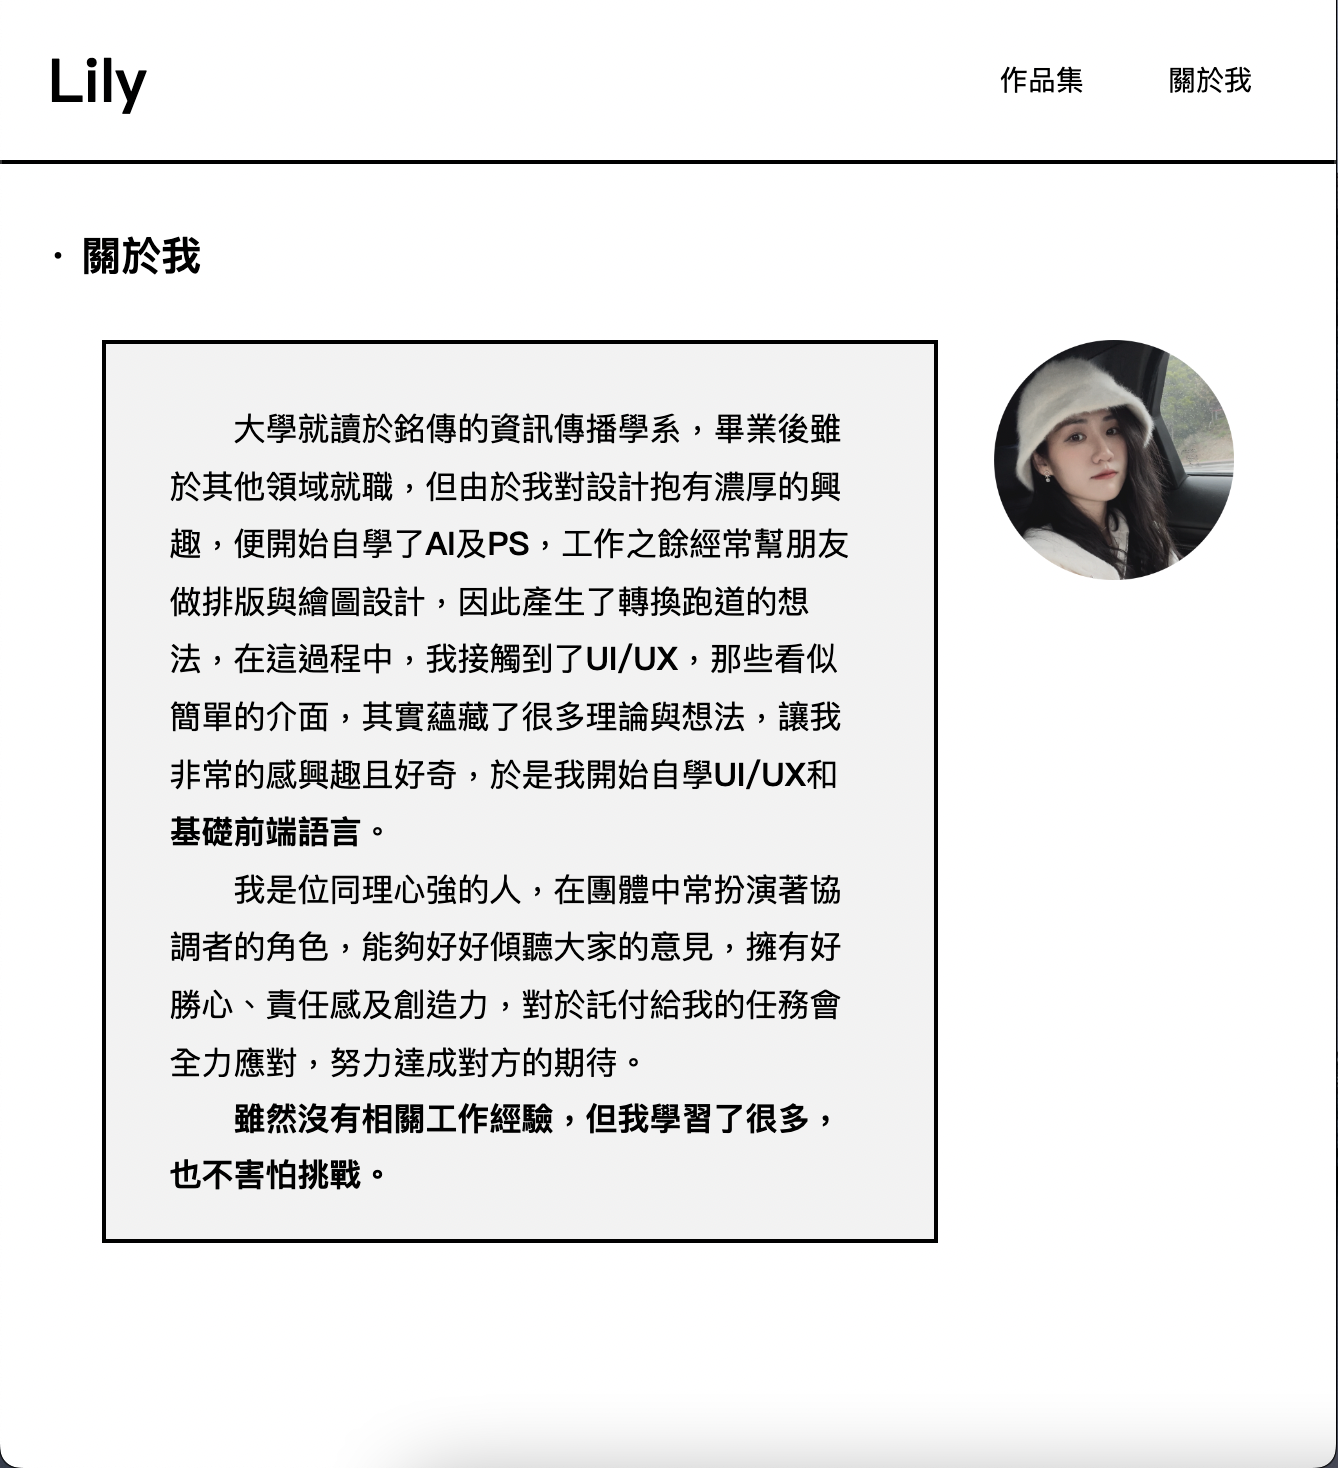 Lily
作品集
關於我
· 關於我
大學就讀於銘傳的資訊傳播學系，畢業後雖
於其他領域就職，但由於我對設計抱有濃厚的興
趣，便開始自學了AI及PS，工作之餘經常幫朋友
做排版與繪圖設計，因此產生了轉換跑道的想
法，在這過程中，我接觸到了UI/UX，那些看似
簡單的介面，其實蘊藏了很多理論與想法，讓我
非常的感興趣且好奇，於是我開始自學UI/UX和
基礎前端語言。
我是位同理心強的人，在團體中常扮演著協
調者的角色，能夠好好傾聽大家的意見，擁有好
勝心、責任感及創造力，對於託付給我的任務會
全力應對，努力達成對方的期待。
雖然沒有相關工作經驗，但我學習了很多，
也不害怕挑戰。